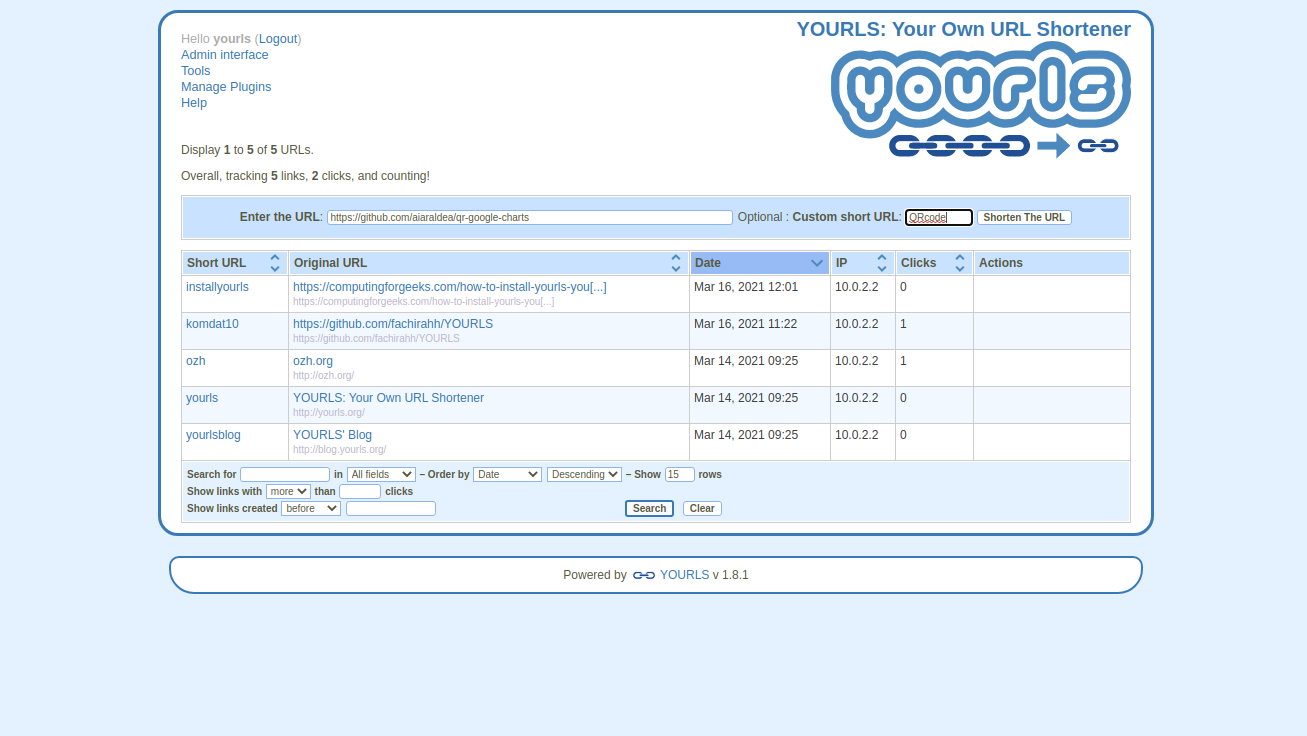 YOURLS: Your Own URL Shortener
yourls
Hello yourls (Logout)
Admin interface
Tools
Manage Plugins
Help
Display 1 to 5 of 5 URLs.
Overall, tracking 5 links, 2 clicks, and counting!
Enter the URL: https://github.com/aiaraldea/qr-google-charts Optional : Custom short URL: QRcode Shorten The URL
Short URL Original URL Date IP Clicks Actions
installyourls https://computingforgeeks.com/how-to-install-yourls-you[...] Mar 16, 2021 12:01 10.0.2.2 0
https://computingforgeeks.com/how-to-install-yourls-you[...]
komdat10 https://github.com/fachirahh/YOURLS Mar 16, 2021 11:22 10.0.2.2 1
https://github.com/fachirahh/YOURLS
ozh ozh.org Mar 14, 2021 09:25 10.0.2.2 1
http://ozh.org/
yourls YOURLS: Your Own URL Shortener Mar 14, 2021 09:25 10.0.2.2 0
http://yourls.org/
yourlsblog YOURLS' Blog Mar 14, 2021 09:25 10.0.2.2 0
http://blog.yourls.org/
Search for in All fields – Order by Date Descending – Show 15 rows
Show links with more than clicks
Show links created before Search Clear
Powered by YOURLS v 1.8.1